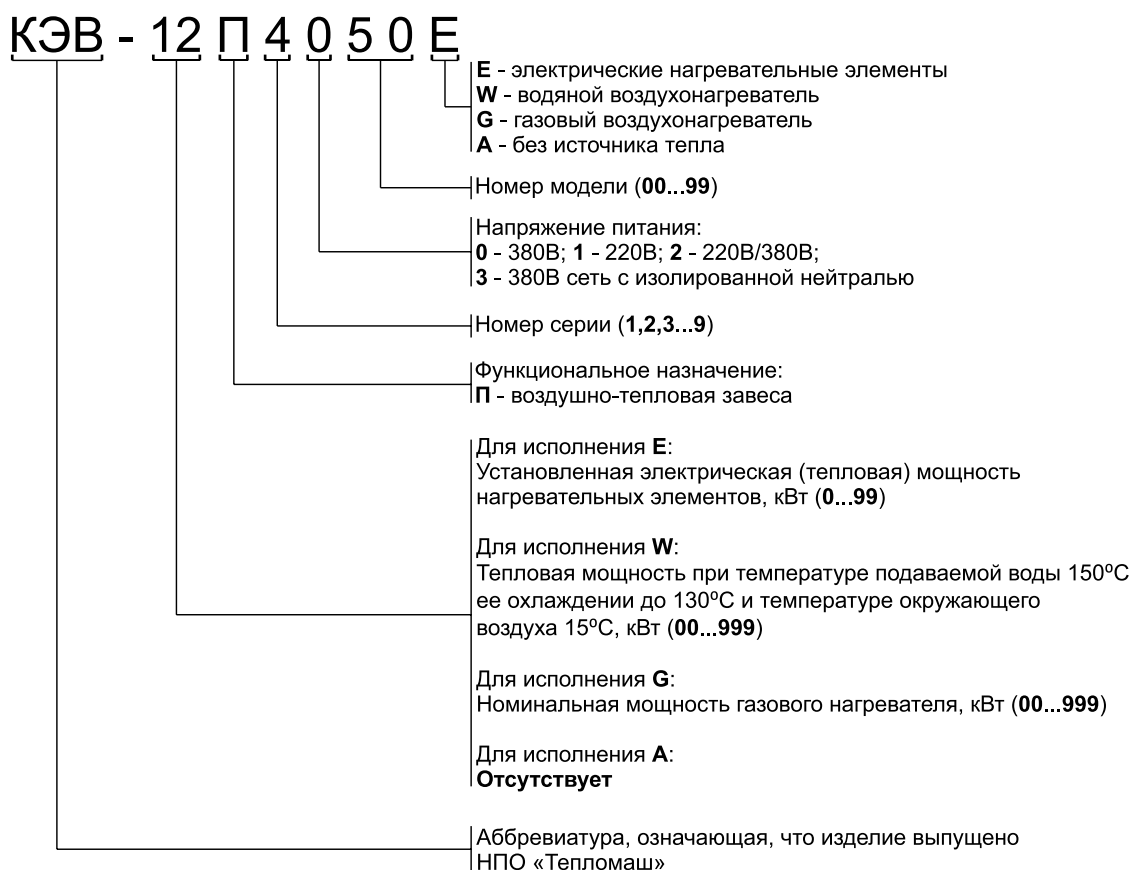 КЭВ - 12 П 4 0 5 0 Е
Е - электрические нагревательные элементы
W - водяной воздухонагреватель
G - газовый воздухонагреватель
А - без источника тепла
Номер модели (00...99)
Напряжение питания:
0 - 380В; 1 - 220В; 2 - 220В/380В;
3 - 380В сеть с изолированной нейтралью
Номер серии (1,2,3...9)
Функциональное назначение:
П - воздушно-тепловая завеса
Для исполнения Е:
Установленная электрическая (тепловая) мощность
нагревательных элементов, кВт (0...99)
Для исполнения W:
Тепловая мощность при температуре подаваемой воды 150ºС
ее охлаждении до 130ºС и температуре окружающего
воздуха 15ºС, кВт (00...999)
Для исполнения G:
Номинальная мощность газового нагревателя, кВт (00...999)
Для исполнения А:
Отсутствует
Аббревиатура, означающая, что изделие выпущено
НПО «Тепломаш»